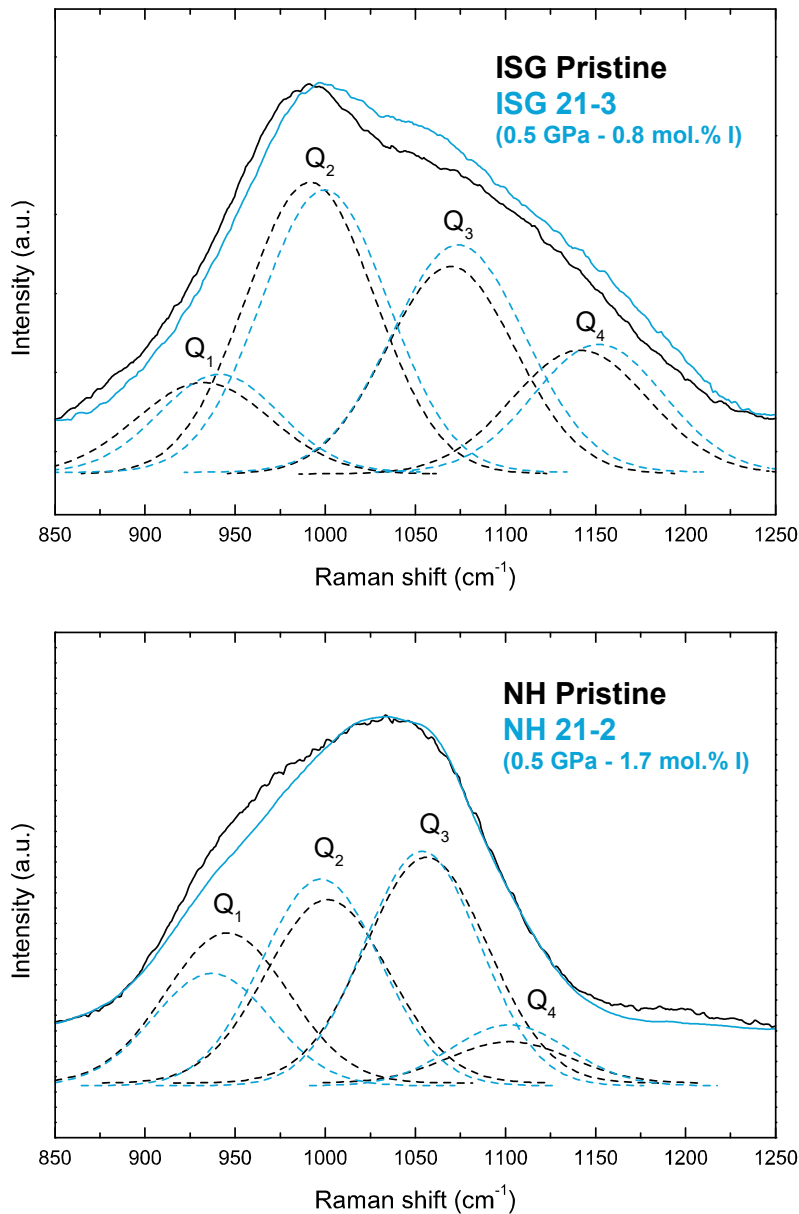 ISG Pristine
ISG 21-3
(0.5 GPa - 0.8 mol.% I)
Q2
Q3
Q4
Q1
Intensity (a.u.)
850 900 950 1000 1050 1100 1150 1200 1250
Raman shift (cm-1)
NH Pristine
NH 21-2
(0.5 GPa - 1.7 mol.% I)
Q3
Q2
Q1
Q4
Intensity (a.u.)
850 900 950 1000 1050 1100 1150 1200 1250
Raman shift (cm-1)